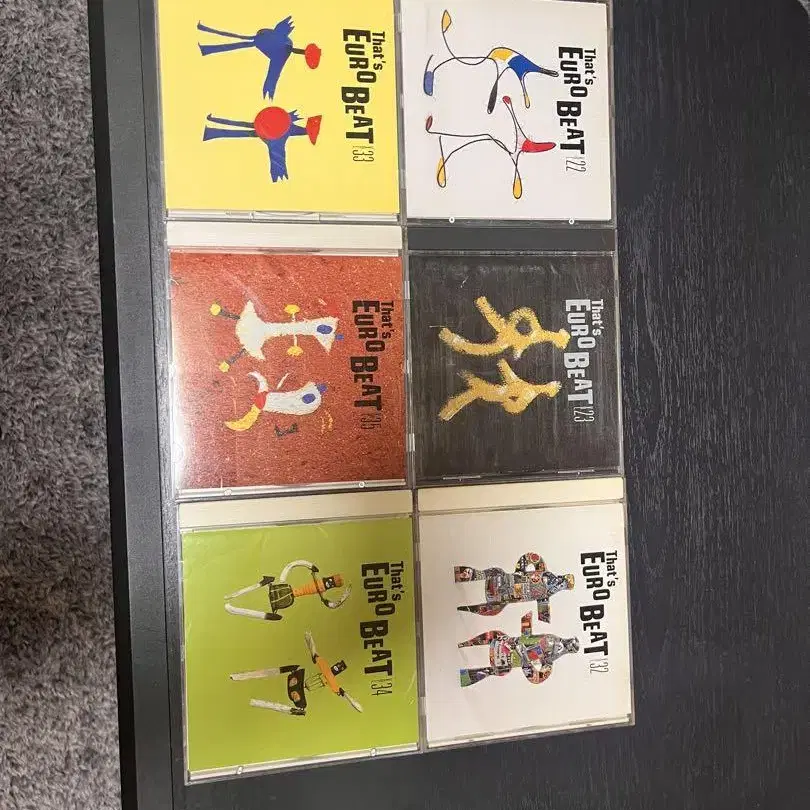 That's
EURO BEAT 22
That's
EURO BEAT 23
That's
EURO BEAT 32
That's
EURO BEAT 33
That's
EURO BEAT 35
That's
EURO BEAT 34